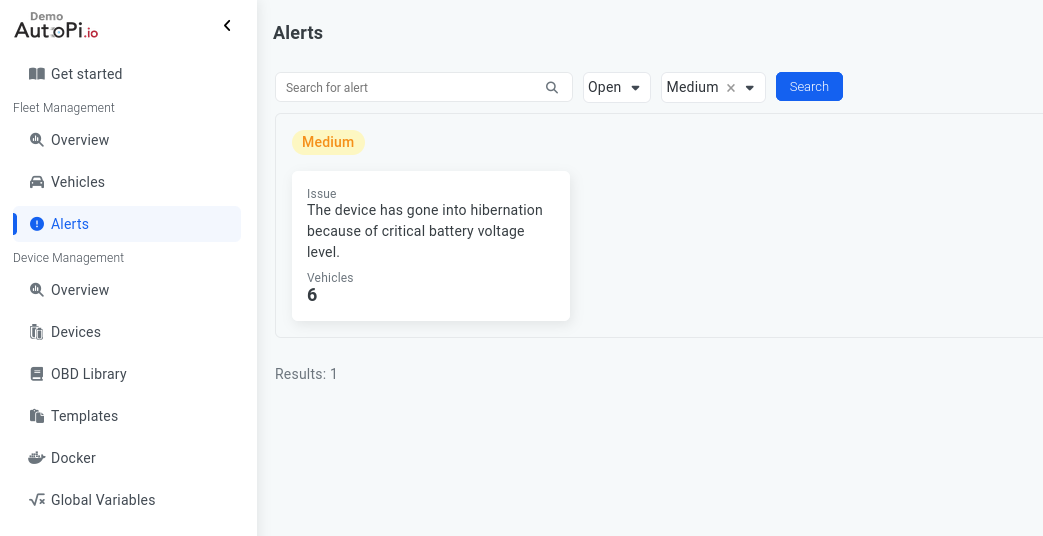 Demo
AutoPi.io
Get started
Fleet Management
Overview
Vehicles
Alerts
Device Management
Overview
Devices
OBD Library
Templates
Docker
Global Variables
Alerts
Search for alert
Open
Medium
Search
Medium
Issue
The device has gone into hibernation
because of critical battery voltage
level.
Vehicles
6
Results: 1